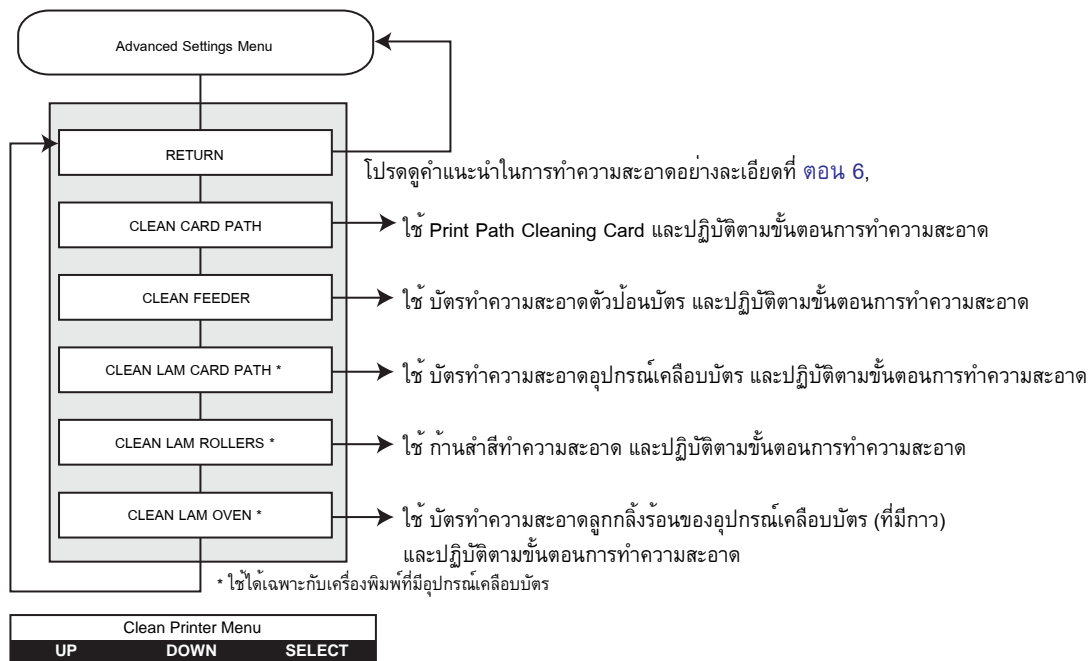 Advanced Settings Menu
RETURN
โปรดดูคำแนะนำในการทำความสะอาดอย่างละเอียดที่ ตอน 6,
CLEAN CARD PATH
ใช้ Print Path Cleaning Card และปฏิบัติตามขั้นตอนการทำความสะอาด
CLEAN FEEDER
ใช้ บัตรทำความสะอาดตัวป้อนบัตร และปฏิบัติตามขั้นตอนการทำความสะอาด
CLEAN LAM CARD PATH *
ใช้ บัตรทำความสะอาดอุปกรณ์เคลือบบัตร และปฏิบัติตามขั้นตอนการทำความสะอาด
CLEAN LAM ROLLERS *
ใช้ ก้านสำสีทำความสะอาด และปฏิบัติตามขั้นตอนการทำความสะอาด
CLEAN LAM OVEN *
ใช้ บัตรทำความสะอาดลูกกลิ้งร้อนของอุปกรณ์เคลือบบัตร (ที่มีกาว)
และปฏิบัติตามขั้นตอนการทำความสะอาด
* ใช้ได้เฉพาะกับเครื่องพิมพ์ที่มีอุปกรณ์เคลือบบัตร
Clean Printer Menu
UP DOWN SELECT